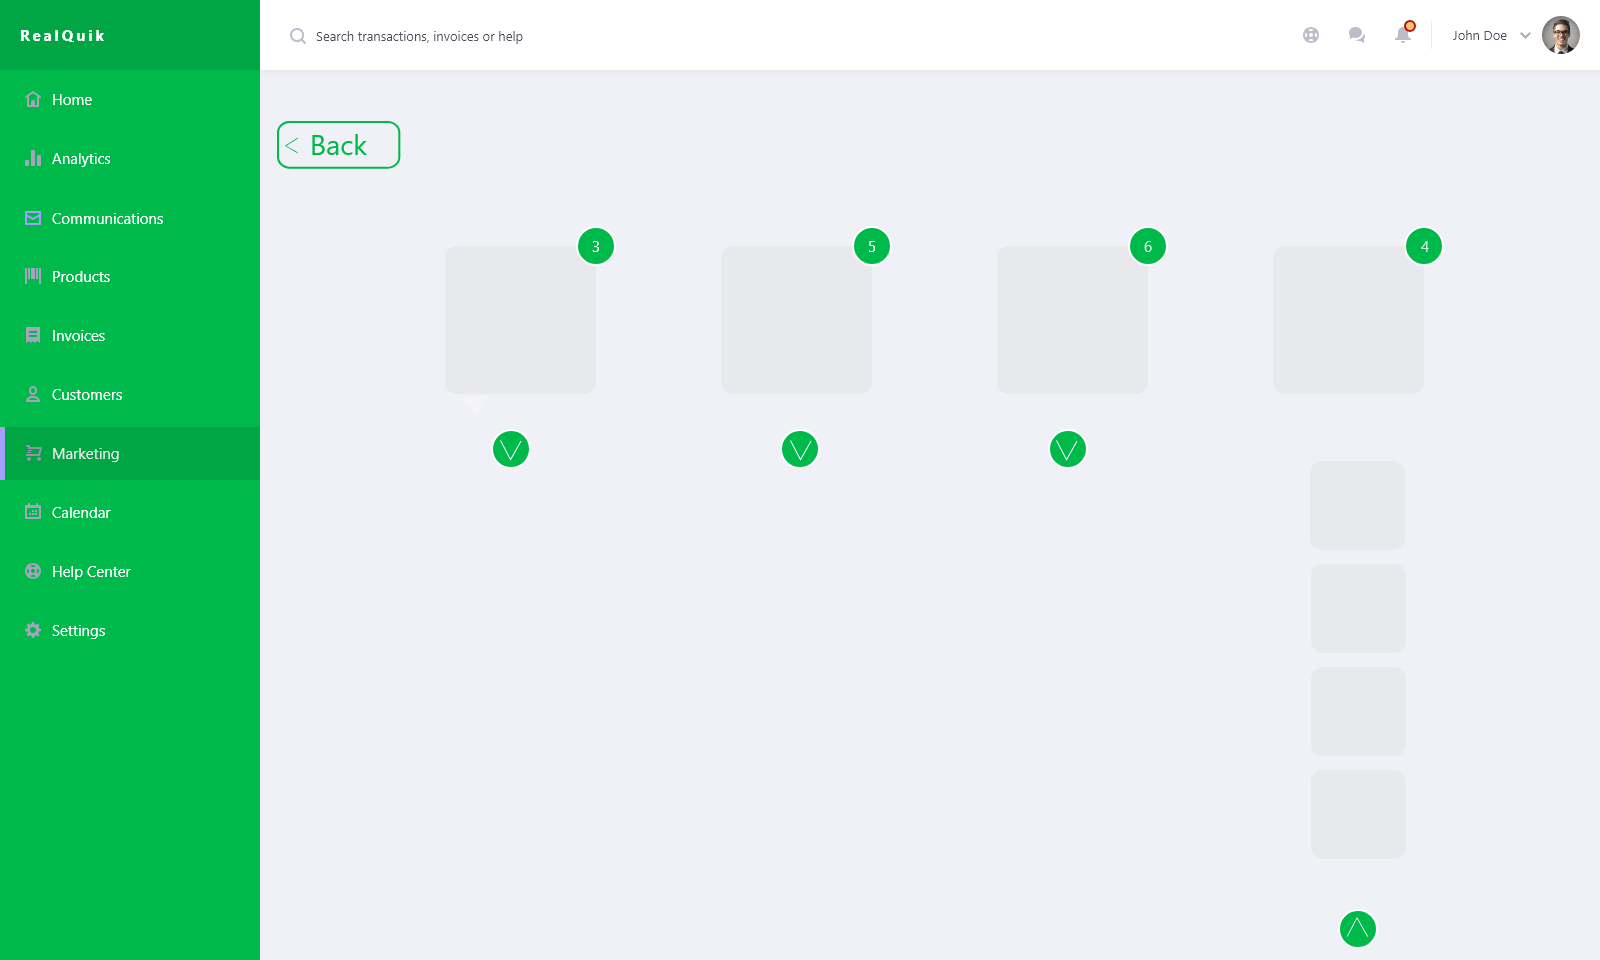 RealQuik
Search transactions, invoices or help
John Doe
Home
Analytics
Communications
Products
Invoices
Customers
Marketing
Calendar
Help Center
Settings
< Back
3
5
6
4